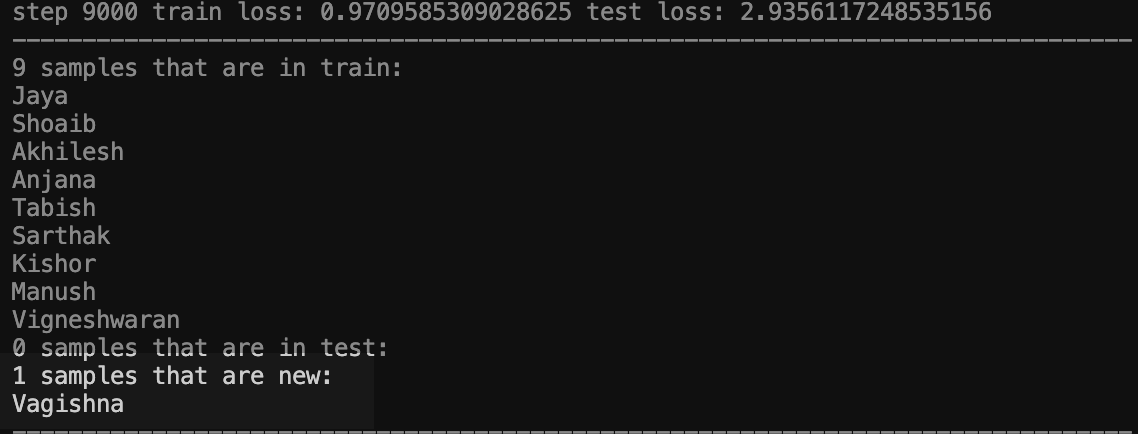 step 9000 train loss: 0.9709585309028625 test loss: 2.9356117248535156
--------------------------------------------------------------------------------
9 samples that are in train:
Jaya
Shoaib
Akhilesh
Anjana
Tabish
Sarthak
Kishor
Manush
Vigneshwaran
0 samples that are in test:
1 samples that are new:
Vagishna
--------------------------------------------------------------------------------